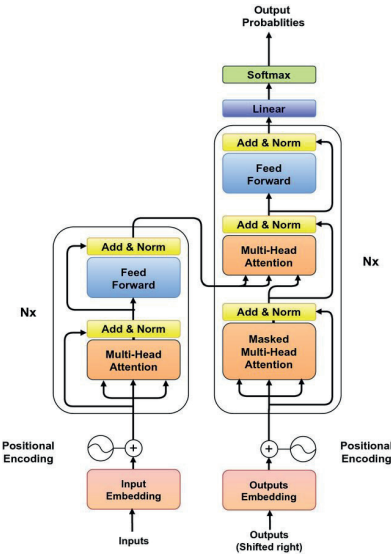 Output
Probablities
Softmax
Linear
Add & Norm
Feed
Forward
Add & Norm
Multi-Head
Attention
Nx
Add & Norm
Masked
Multi-Head
Attention
Positional
Encoding
Outputs
Embedding
Outputs
(Shifted right)
Add & Norm
Feed
Forward
Nx
Add & Norm
Multi-Head
Attention
Positional
Encoding
Input
Embedding
Inputs